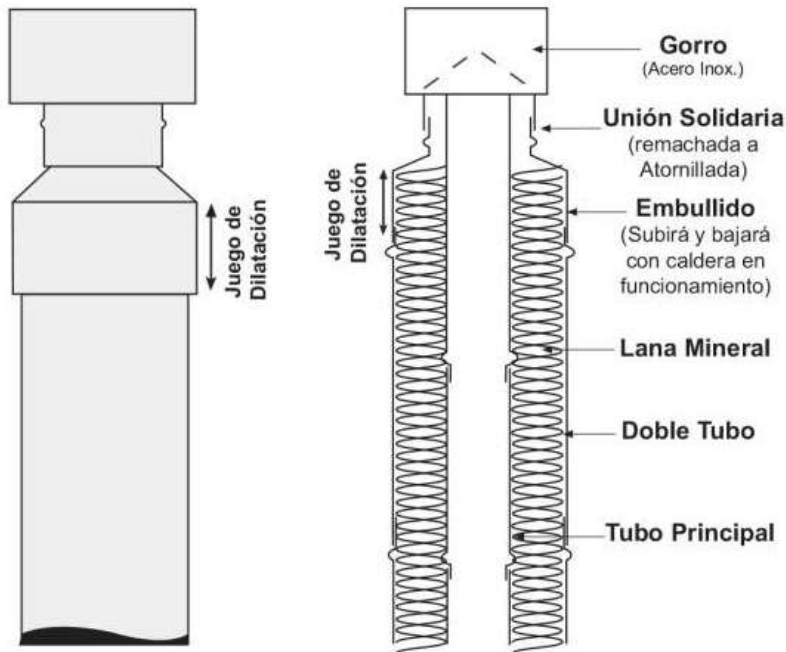 Gorro
(Acero Inox.)
Unión Solidaria
(remachada a
Atornillada)
Embullido
(Subirá y bajará
con caldera en
funcionamiento)
Lana Mineral
Doble Tubo
Tubo Principal
Juego de
Dilatación
Juego de
Dilatación